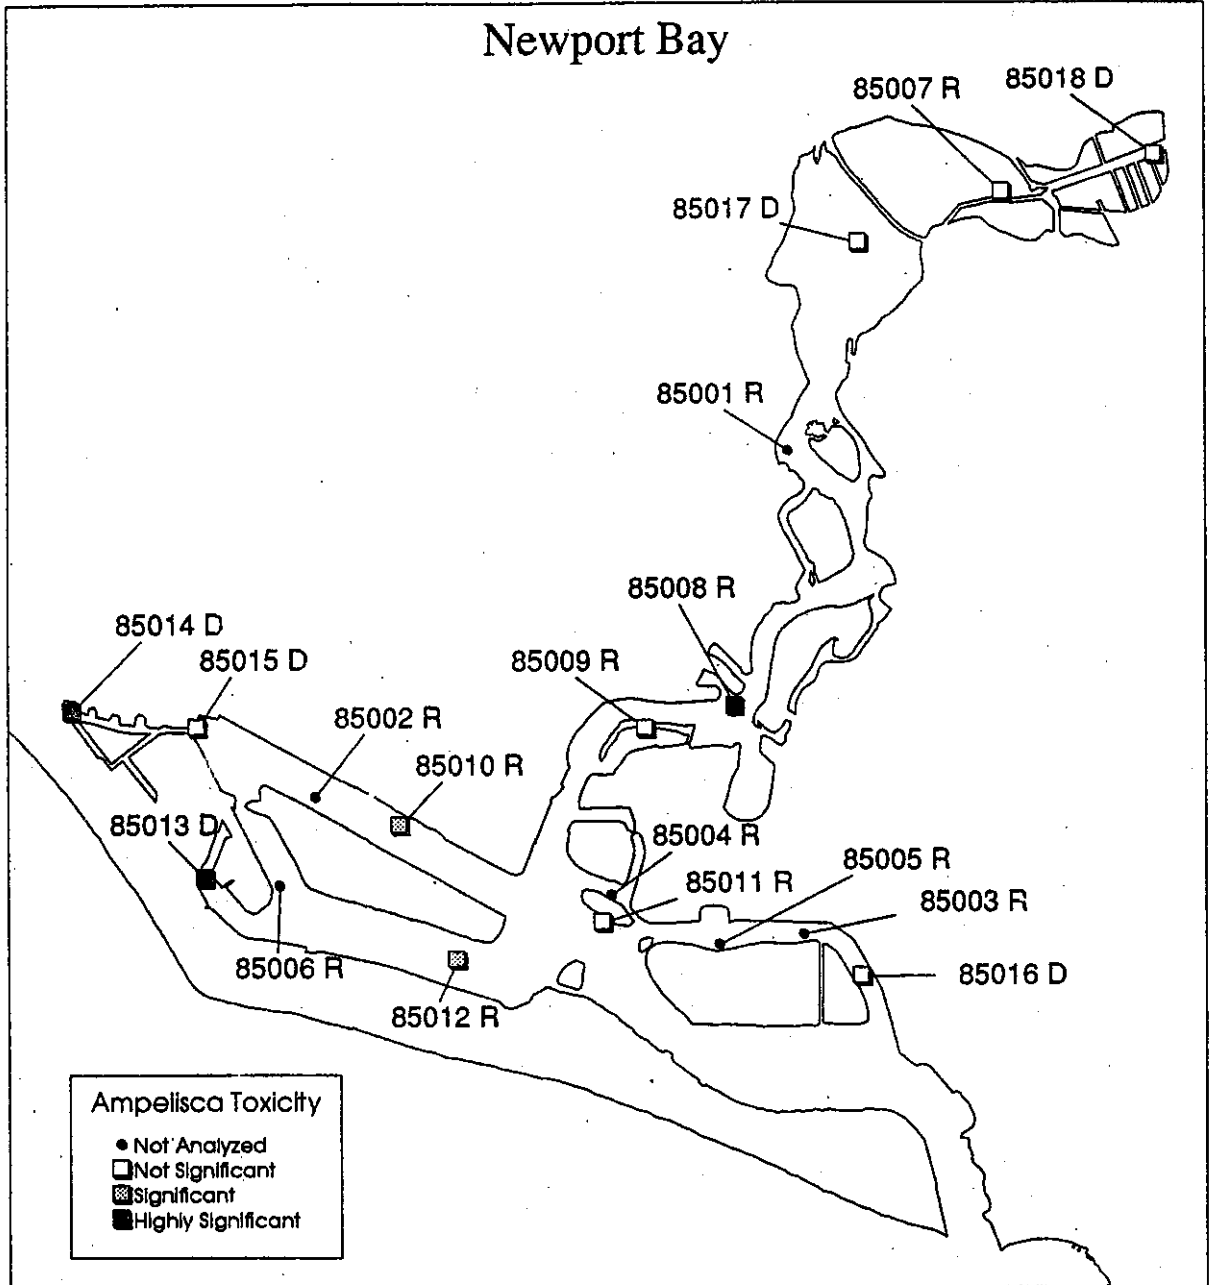 Newport Bay
85018 D
85007 R
85017 D
85001 R
85008 R
85014 D
85015 D
85009 R
85002 R
85010 R
85013 D
85004 R
85005 R
85011 R
85003 R
85006 R
85016 D
85012 R
Ampelisca Toxicity
Not Analyzed
Not Significant
Significant
Highly Significant